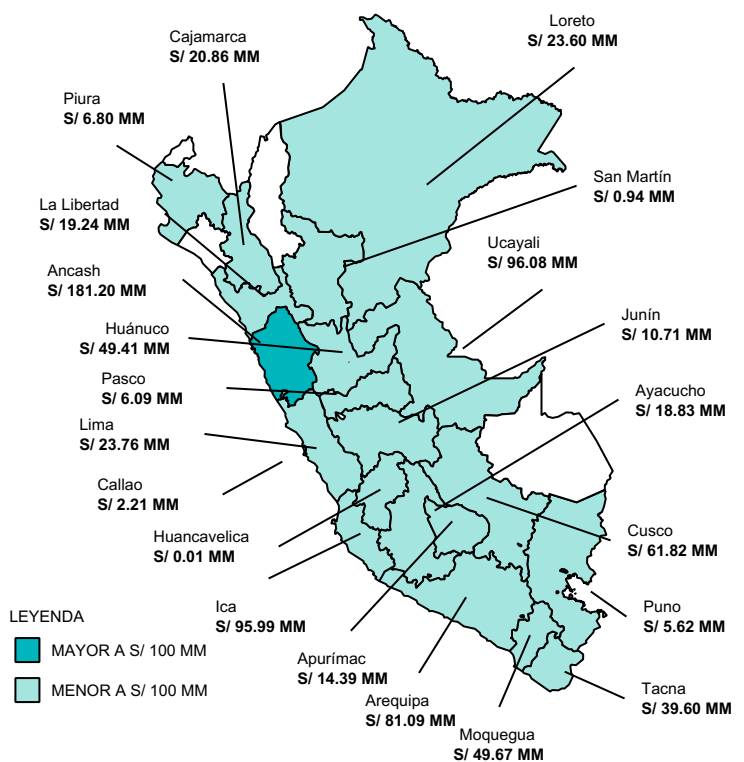 Loreto
S/ 23.60 MM
Cajamarca
S/ 20.86 MM
Piura
S/ 6.80 MM
San Martín
S/ 0.94 MM
La Libertad
S/ 19.24 MM
Ucayali
S/ 96.08 MM
Ancash
S/ 181.20 MM
Junín
S/ 10.71 MM
Huánuco
S/ 49.41 MM
Pasco
S/ 6.09 MM
Ayacucho
S/ 18.83 MM
Lima
S/ 23.76 MM
Callao
S/ 2.21 MM
Huancavelica
S/ 0.01 MM
Cusco
S/ 61.82 MM
Ica
S/ 95.99 MM
Puno
S/ 5.62 MM
LEYENDA
MAYOR A S/ 100 MM
MENOR A S/ 100 MM
Apurímac
S/ 14.39 MM
Arequipa
S/ 81.09 MM
Moquegua
S/ 49.67 MM
Tacna
S/ 39.60 MM